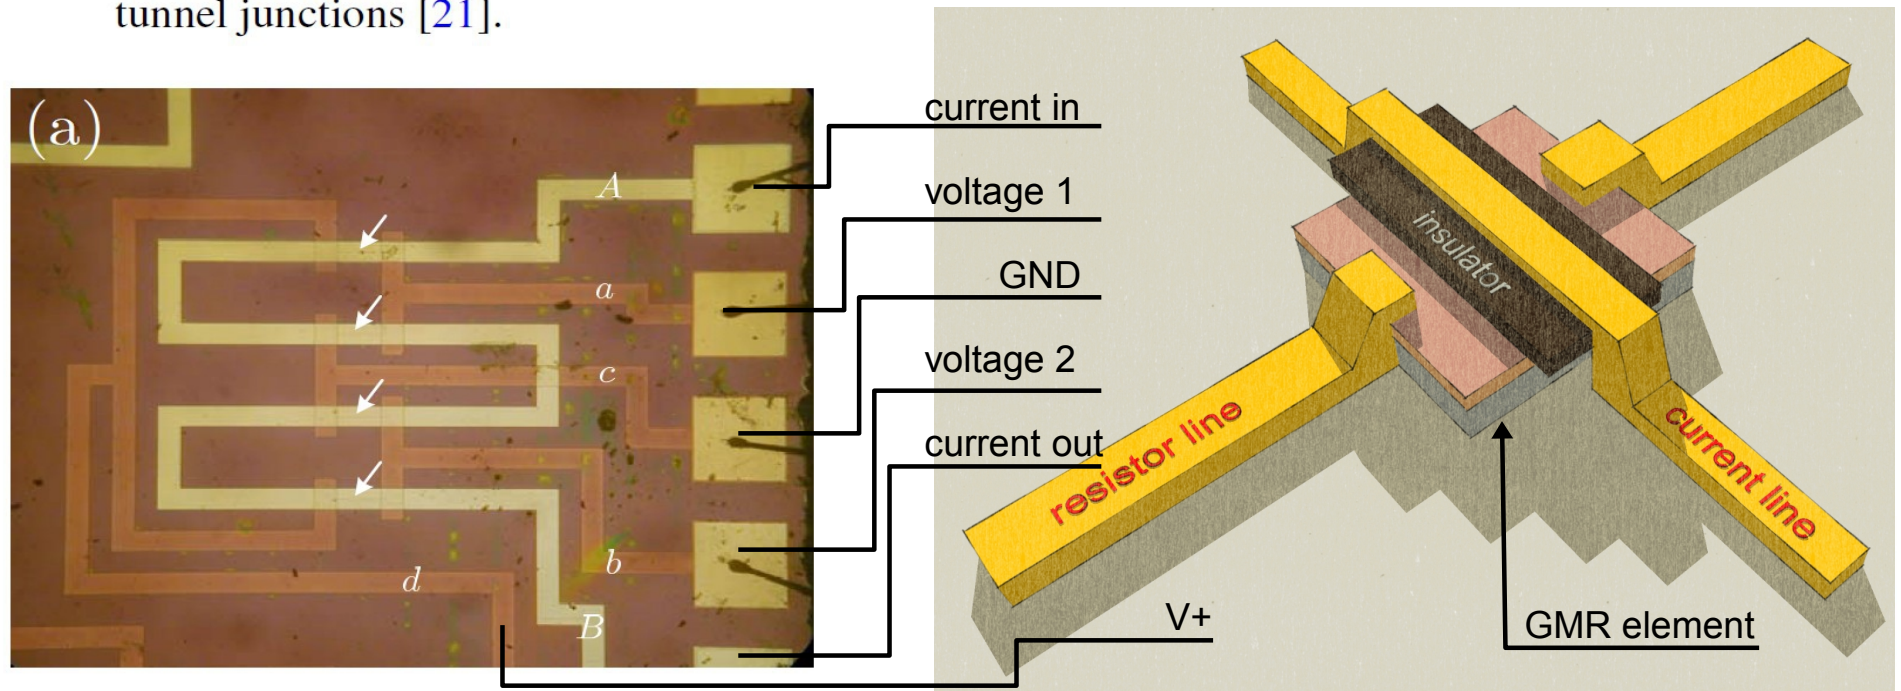 tunnel junctions [21].
(a)
current in
voltage 1
GND
voltage 2
current out
V+
A
a
c
b
d
B
insulator
resistor line
current line
GMR element